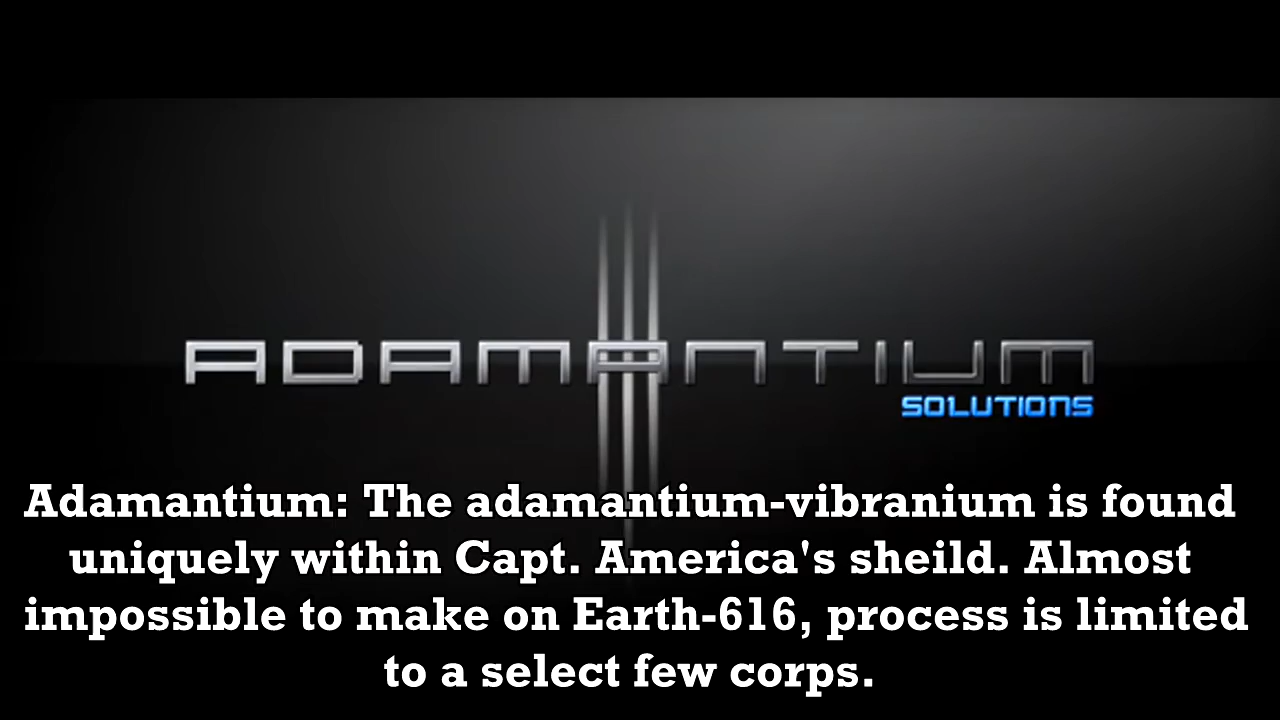 ADAMANTIUM
SOLUTIONS
Adamantium: The adamantium-vibranium is found
uniquely within Capt. America's sheild. Almost
impossible to make on Earth-616, process is limited
to a select few corps.